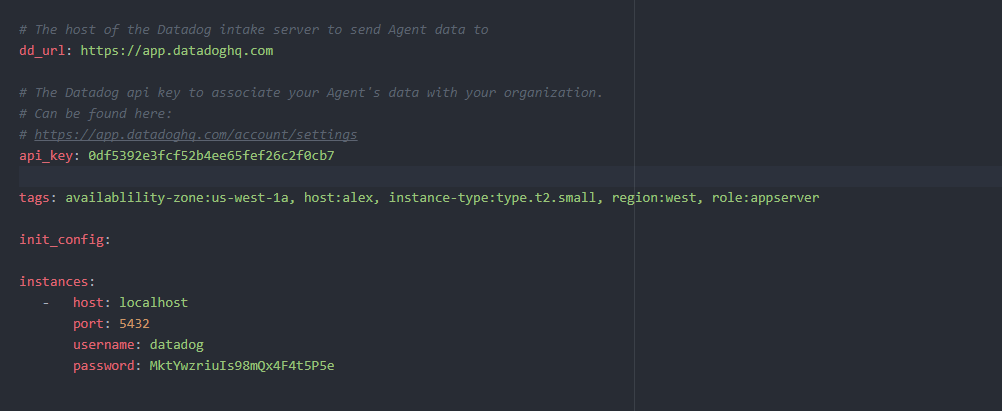 # The host of the Datadog intake server to send Agent data to
dd_url: https://app.datadoghq.com
# The Datadog api key to associate your Agent's data with your organization.
# Can be found here:
# https://app.datadoghq.com/account/settings
api_key: 0df5392e3fcf52b4ee65fef26c2f0cb7
tags: availablility-zone:us-west-1a, host:alex, instance-type:type.t2.small, region:west, role:appserver
init_config:
instances:
- host: localhost
port: 5432
username: datadog
password: MktYwzriuIs98mQx4F4t5P5e